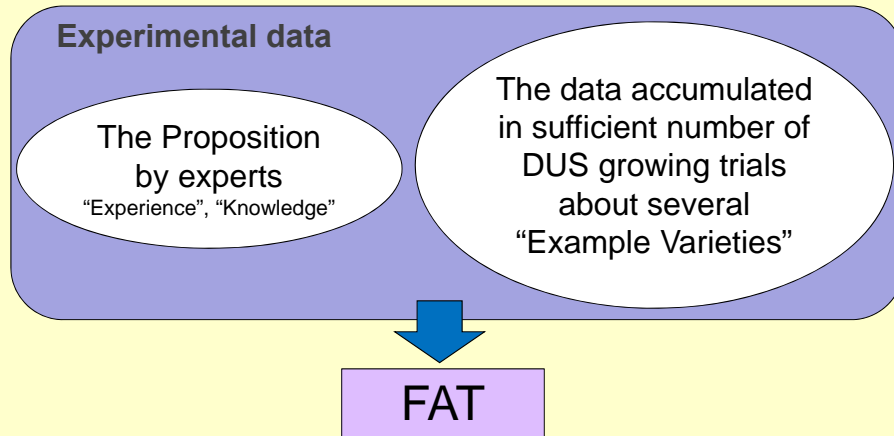 Experimental data
The Proposition
by experts
“Experience”, “Knowledge”
The data accumulated
in sufficient number of
DUS growing trials
about several
“Example Varieties”
FAT